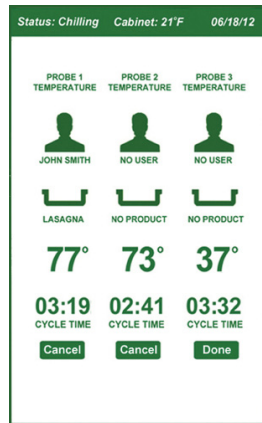 Status: Chilling Cabinet: 21°F 06/18/12
PROBE 1 PROBE 2 PROBE 3
TEMPERATURE TEMPERATURE TEMPERATURE
JOHN SMITH NO USER NO USER
LASAGNA NO PRODUCT NO PRODUCT
77° 73° 37°
03:19 02:41 03:32
CYCLE TIME CYCLE TIME CYCLE TIME
Cancel Cancel Done